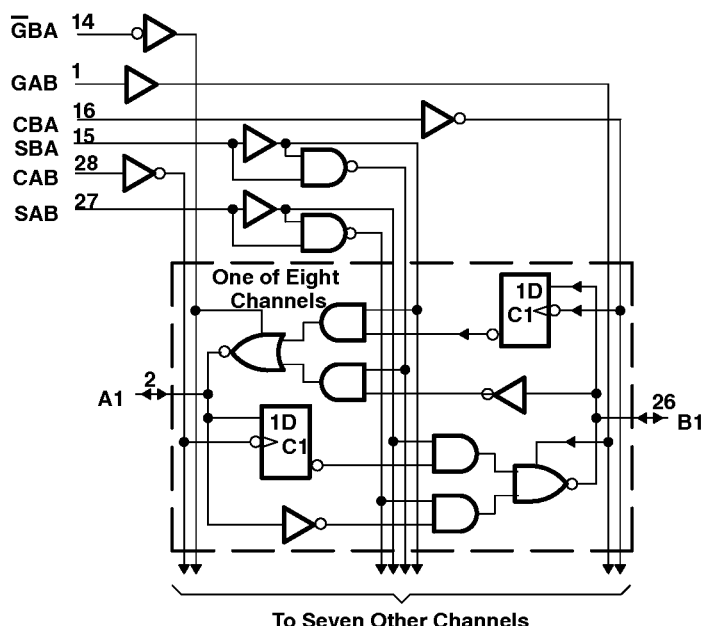 G̅BA 14
GAB 1
CBA 16
SBA 15
CAB 28
SAB 27
One of Eight
Channels
1D
C1
A1 2
26 B1
1D
C1
To Seven Other Channels